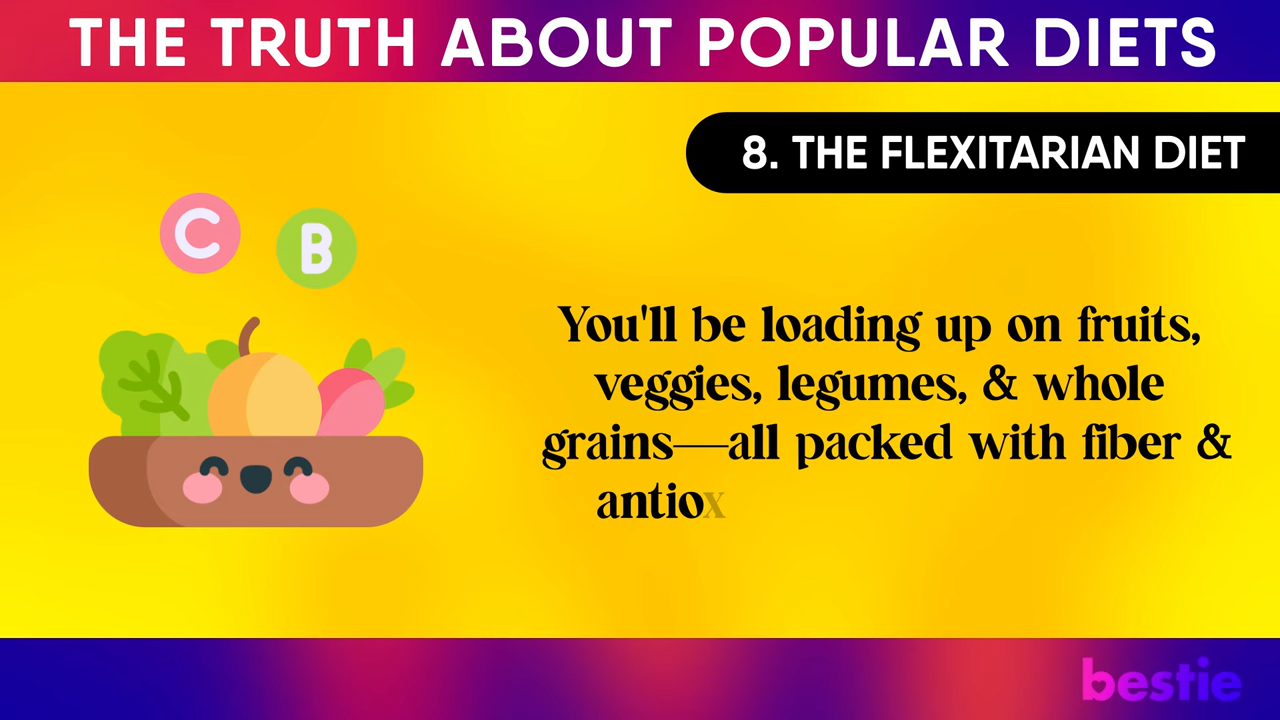 THE TRUTH ABOUT POPULAR DIETS
8. THE FLEXITARIAN DIET
C
B
You'll be loading up on fruits,
veggies, legumes, & whole
grains—all packed with fiber &
antiox
bestie